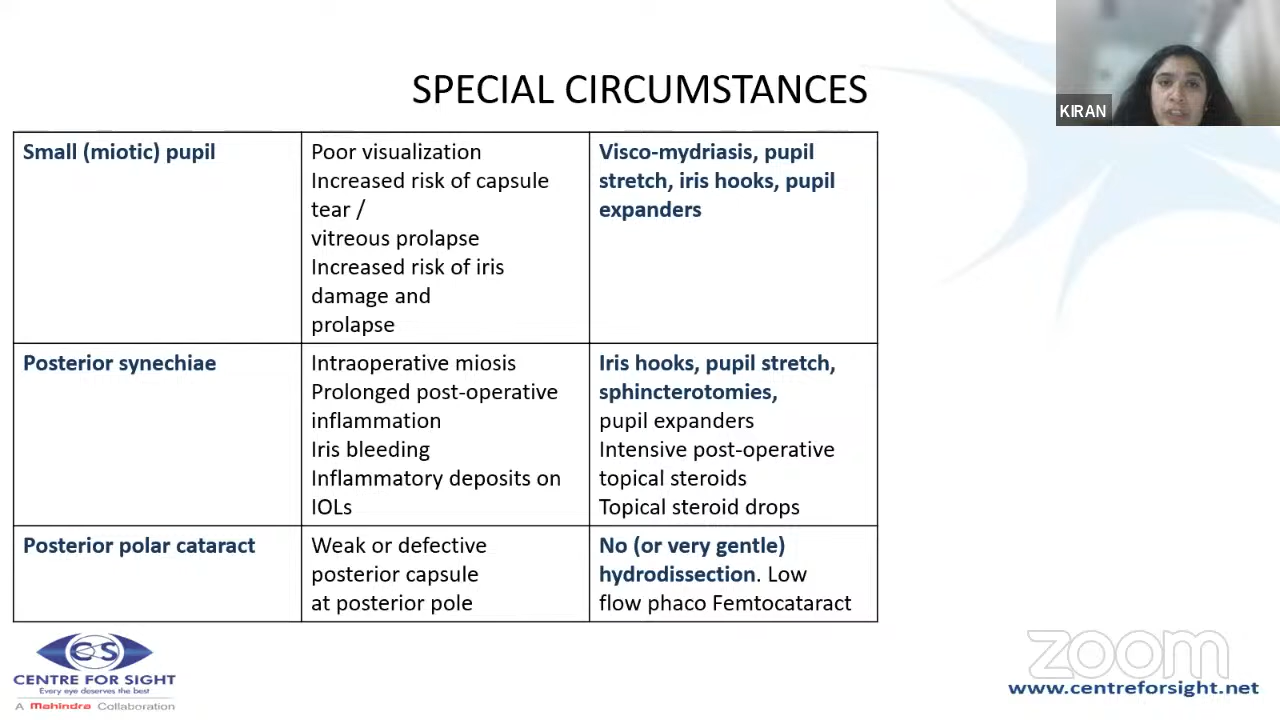 SPECIAL CIRCUMSTANCES
KIRAN
Small (miotic) pupil
Poor visualization
Increased risk of capsule
tear /
vitreous prolapse
Increased risk of iris
damage and
prolapse
Visco-mydriasis, pupil
stretch, iris hooks, pupil
expanders
Posterior synechiae
Intraoperative miosis
Prolonged post-operative
inflammation
Iris bleeding
Inflammatory deposits on
IOLs
Iris hooks, pupil stretch,
sphincterotomies,
pupil expanders
Intensive post-operative
topical steroids
Topical steroid drops
Posterior polar cataract
Weak or defective
posterior capsule
at posterior pole
No (or very gentle)
hydrodissection. Low
flow phaco Femtocataract
CS
CENTRE FOR SIGHT
Every eye deserves the best
A Mahindra Collaboration
zoom
www.centreforsight.net